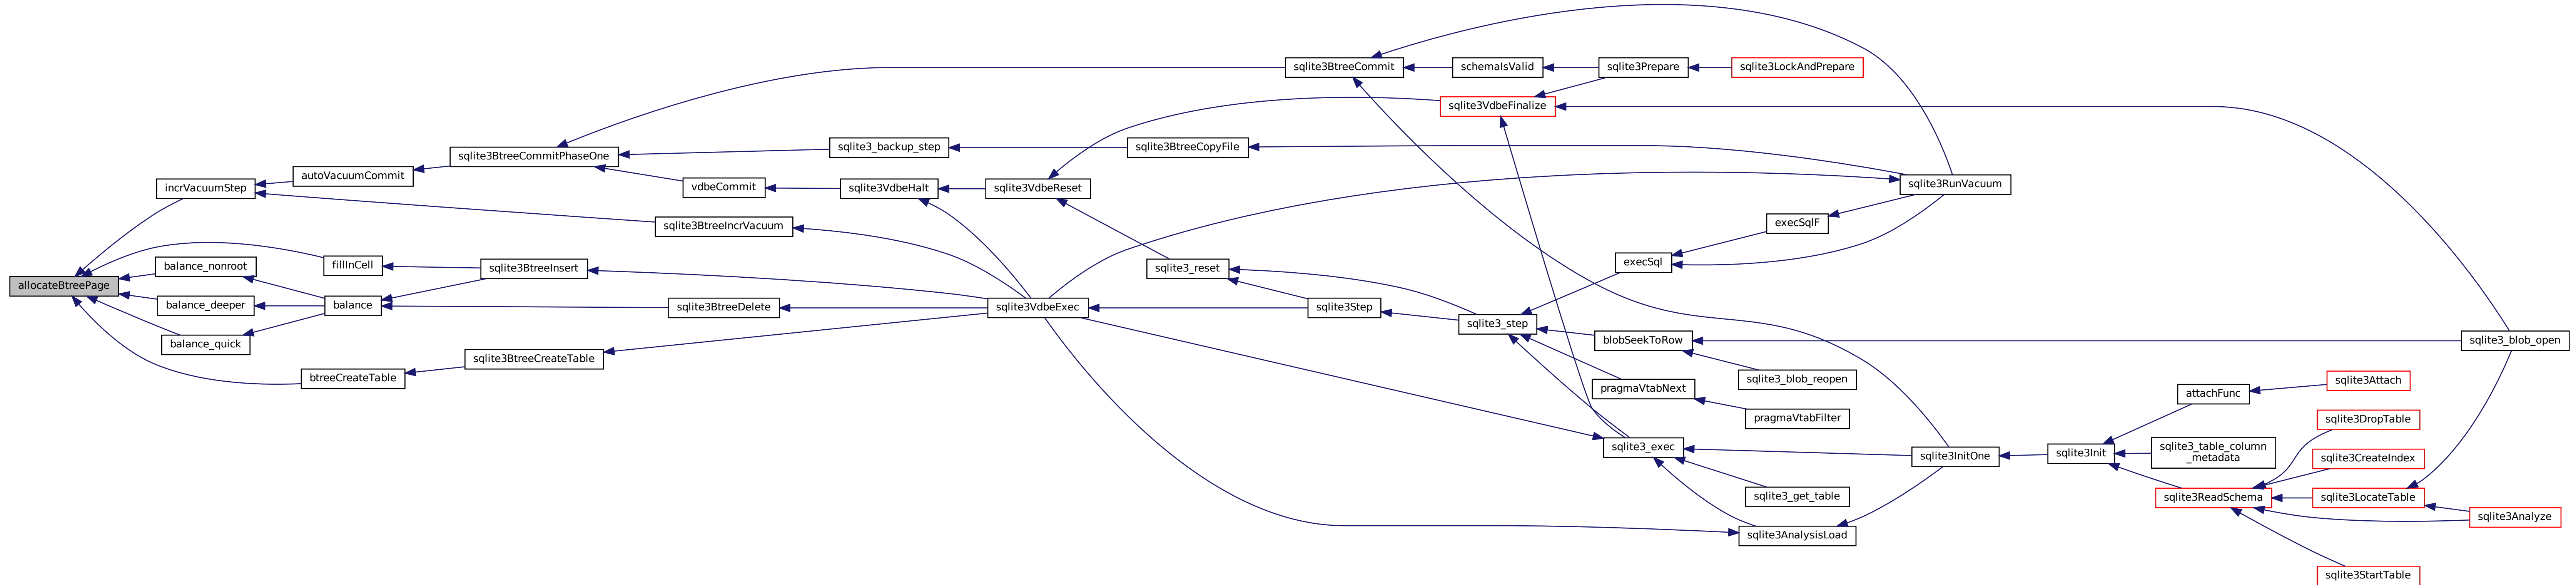 sqlite3BtreeCommit
schemaIsValid
sqlite3Prepare
sqlite3LockAndPrepare
sqlite3VdbeFinalize
sqlite3_backup_step
sqlite3BtreeCopyFile
sqlite3BtreeCommitPhaseOne
autoVacuumCommit
incrVacuumStep
vdbeCommit
sqlite3VdbeHalt
sqlite3VdbeReset
sqlite3RunVacuum
sqlite3BtreeIncrVacuum
execSqlF
execSql
fillInCell
balance_nonroot
sqlite3BtreeInsert
sqlite3_reset
allocateBtreePage
balance_deeper
balance
sqlite3BtreeDelete
sqlite3VdbeExec
sqlite3Step
sqlite3_step
balance_quick
blobSeekToRow
sqlite3_blob_open
sqlite3BtreeCreateTable
btreeCreateTable
sqlite3_blob_reopen
pragmaVtabNext
pragmaVtabFilter
attachFunc
sqlite3Attach
sqlite3DropTable
sqlite3_exec
sqlite3InitOne
sqlite3Init
sqlite3_table_column
_metadata
sqlite3CreateIndex
sqlite3_get_table
sqlite3ReadSchema
sqlite3LocateTable
sqlite3Analyze
sqlite3AnalysisLoad
sqlite3StartTable